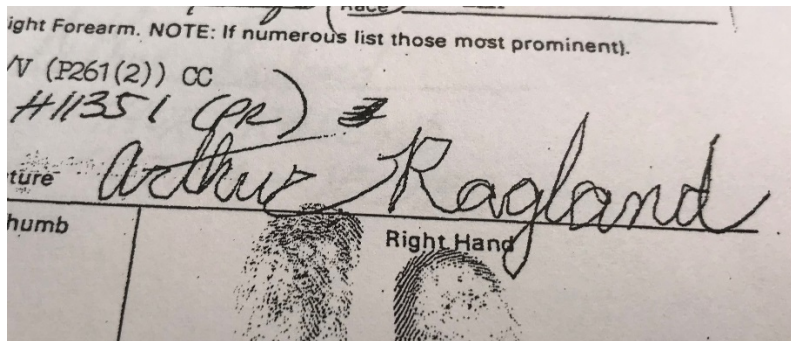 Race
ight Forearm. NOTE: If numerous list those most prominent).
/V (P261(2)) CC
#11351 (PR)
ture Arthur Ragland
humb Right Hand